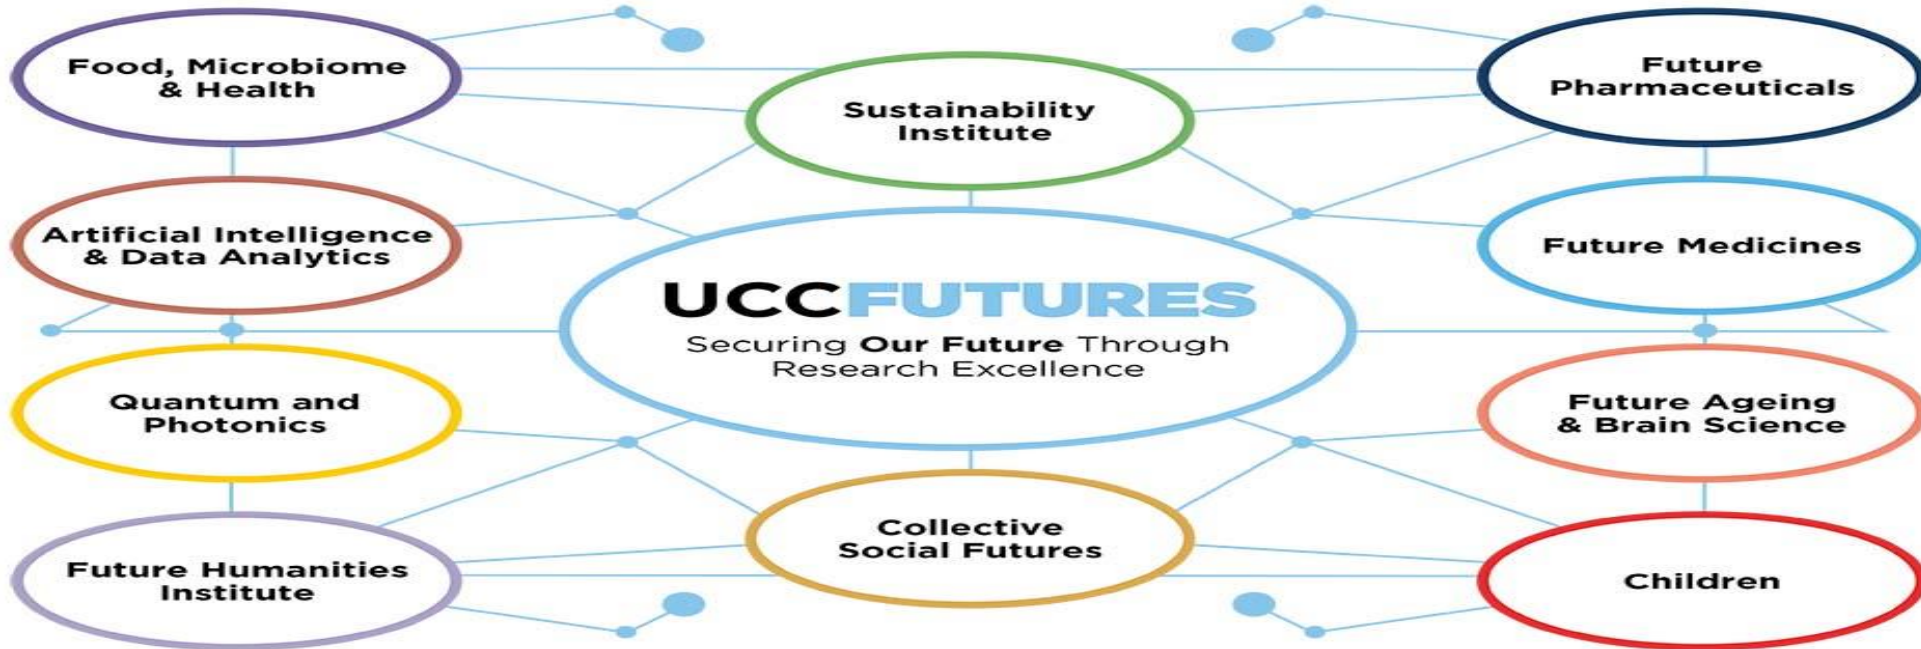 Food, Microbiome
& Health
Sustainability
Institute
Future
Pharmaceuticals
Artificial Intelligence
& Data Analytics
Future Medicines
UCCFUTURES
Securing Our Future Through
Research Excellence
Quantum and
Photonics
Future Ageing
& Brain Science
Collective
Social Futures
Future Humanities
Institute
Children